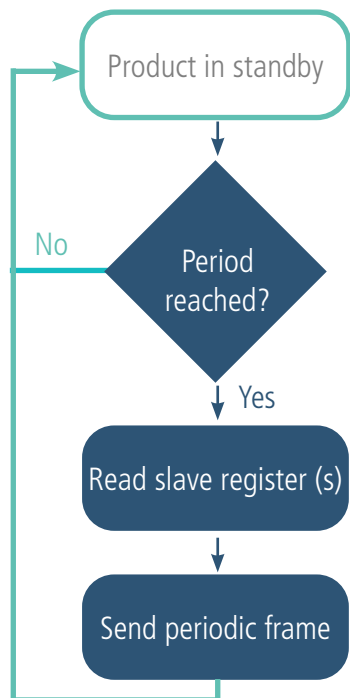 Product in standby
No
Period
reached?
Yes
Read slave register (s)
Send periodic frame